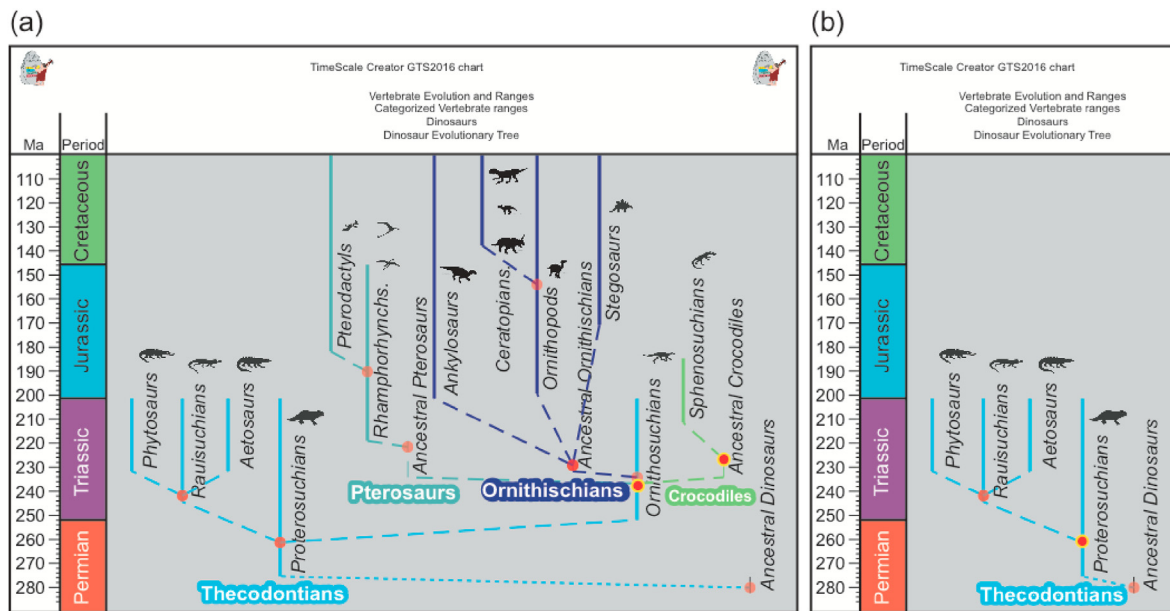 (a)
TimeScale Creator GTS2016 chart
Vertebrate Evolution and Ranges
Categorized Vertebrate ranges
Dinosaurs
Dinosaur Evolutionary Tree
Ma
Period
110
120
130
140
150
160
170
180
190
200
210
220
230
240
250
260
270
280
Cretaceous
Jurassic
Triassic
Permian
Phytosaurs
Rauisuchians
Aetosaurs
Proterosuchians
Pterodactyls
Rhamphorhynchs.
Ancestral Pterosaurs
Ankylosaurs
Ceratopians
Ornithopods
Ancestral Ornithischians
Stegosaurs
Ornithosuchians
Sphenosuchians
Ancestral Crocodiles
Ancestral Dinosaurs
Pterosaurs
Ornithischians
Crocodiles
Thecodontians
(b)
TimeScale Creator GTS2016 chart
Vertebrate Evolution and Ranges
Categorized Vertebrate ranges
Dinosaurs
Dinosaur Evolutionary Tree
Ma
Period
110
120
130
140
150
160
170
180
190
200
210
220
230
240
250
260
270
280
Cretaceous
Jurassic
Triassic
Permian
Phytosaurs
Rauisuchians
Aetosaurs
Proterosuchians
Ancestral Dinosaurs
Thecodontians